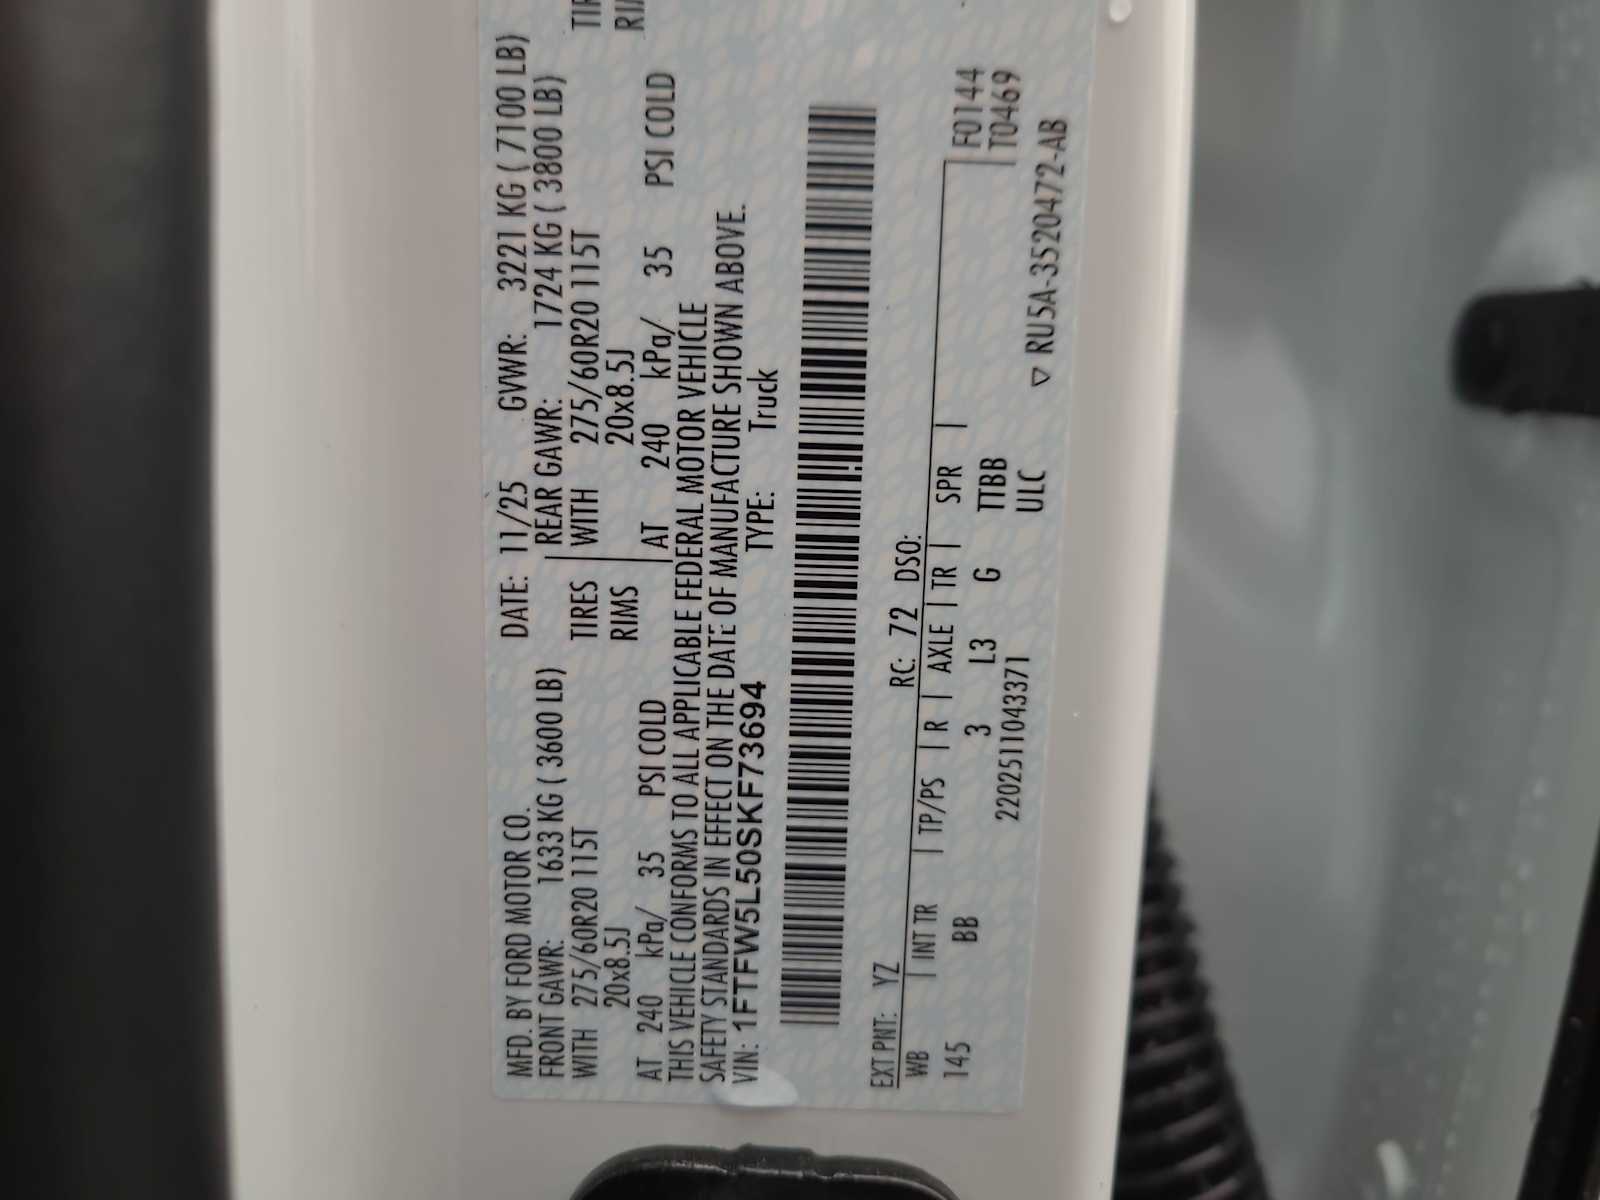 MFD. BY FORD MOTOR CO. DATE: 11/25 GVWR: 3221 KG ( 7100 LB)
FRONT GAWR: 1633 KG ( 3600 LB) REAR GAWR: 1724 KG ( 3800 LB)
WITH 275/60R20 115T TIRES WITH 275/60R20 115T
20x8.5J RIMS 20x8.5J
AT 240 kPa/ 35 PSI COLD AT 240 kPa/ 35 PSI COLD
THIS VEHICLE CONFORMS TO ALL APPLICABLE FEDERAL MOTOR VEHICLE
SAFETY STANDARDS IN EFFECT ON THE DATE OF MANUFACTURE SHOWN ABOVE.
VIN: 1FTFW5L50SKF73694 TYPE: Truck
EXT PNT: YZ RC: 72 DSO:
WB | INT TR | TP/PS | R | AXLE | TR | SPR | F0144
145 BB 3 L3 G TTBB T0469
2202511043371 ULC
▽ RU5A-3520472-AB